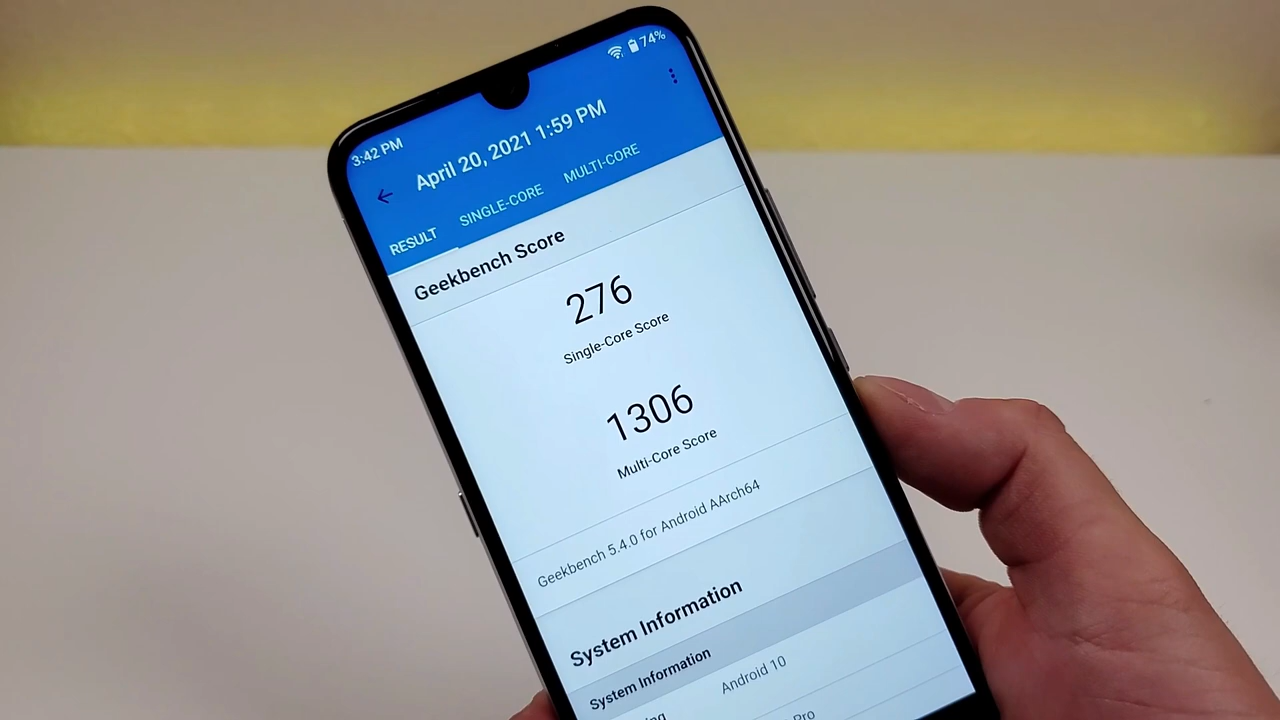 3:42 PM
74%
April 20, 2021 1:59 PM
RESULT
SINGLE-CORE
MULTI-CORE
Geekbench Score
276
Single-Core Score
1306
Multi-Core Score
Geekbench 5.4.0 for Android AArch64
System Information
System Information
Android 10
Pro